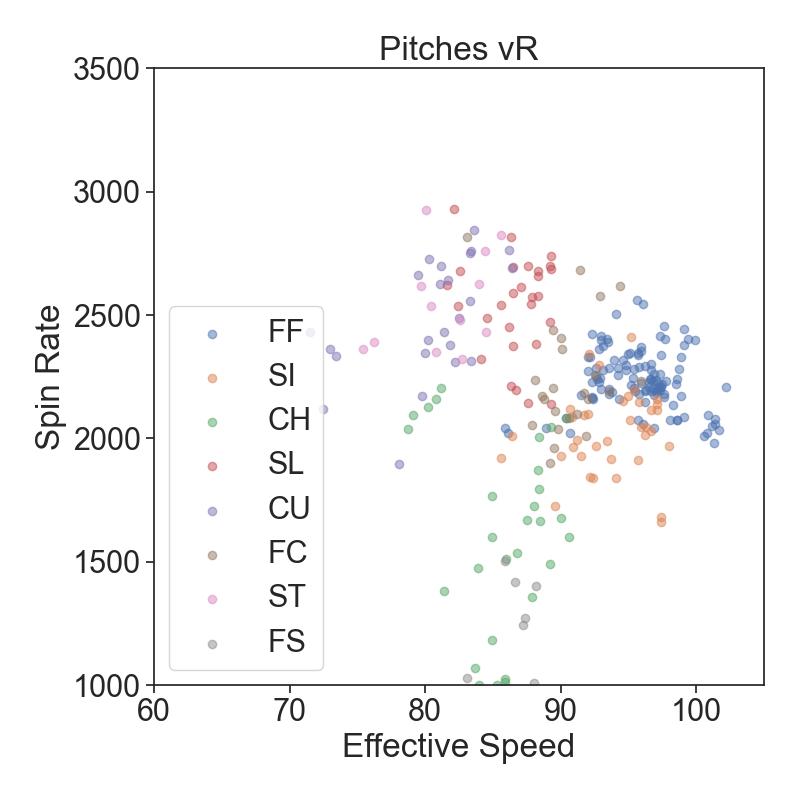 Pitches vR
3500
3000
2500
2000
1500
1000
Spin Rate
FF
SI
CH
SL
CU
FC
ST
FS
60 70 80 90 100
Effective Speed